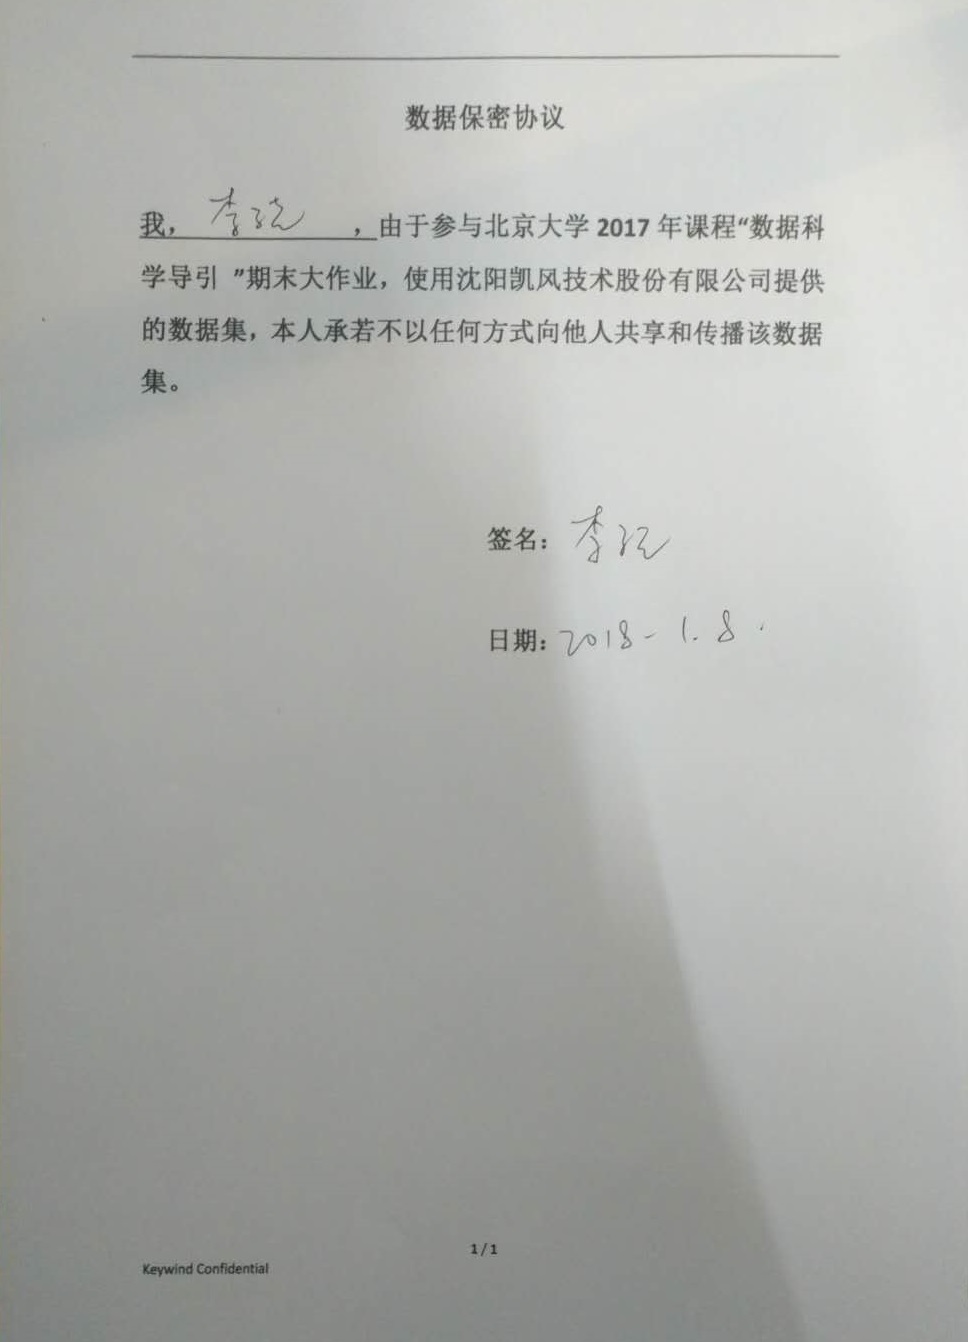 数据保密协议
我， 李 ，由于参与北京大学 2017 年课程“数据科
学导引 ”期末大作业，使用沈阳凯风技术股份有限公司提供
的数据集，本人承若不以任何方式向他人共享和传播该数据
集。
签名： 李
日期：2018-1.8.
1 / 1
Keywind Confidential